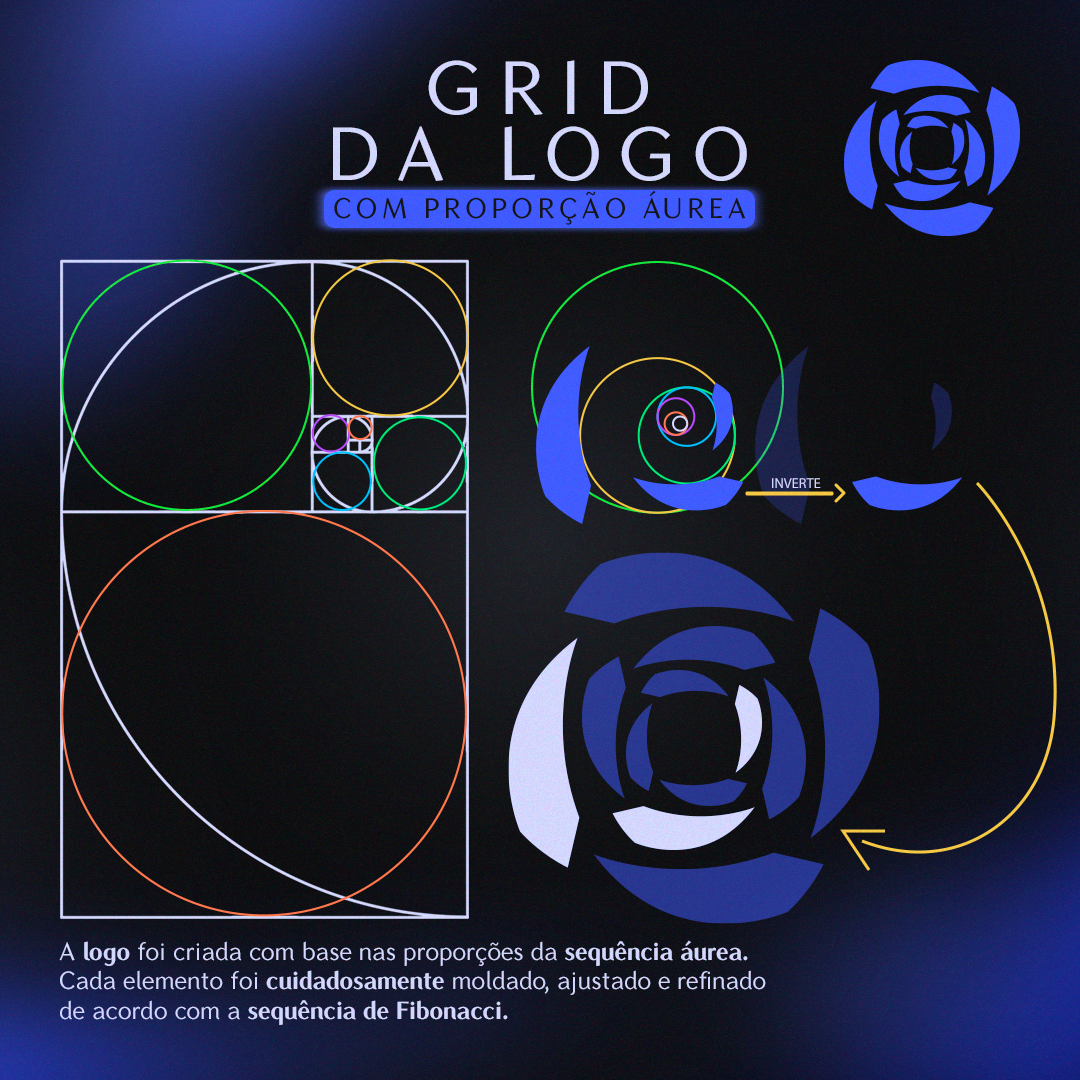 GRID
DA LOGO
COM PROPORÇÃO ÁUREA
INVERTE
A logo foi criada com base nas proporções da sequência áurea.
Cada elemento foi cuidadosamente moldado, ajustado e refinado
de acordo com a sequência de Fibonacci.